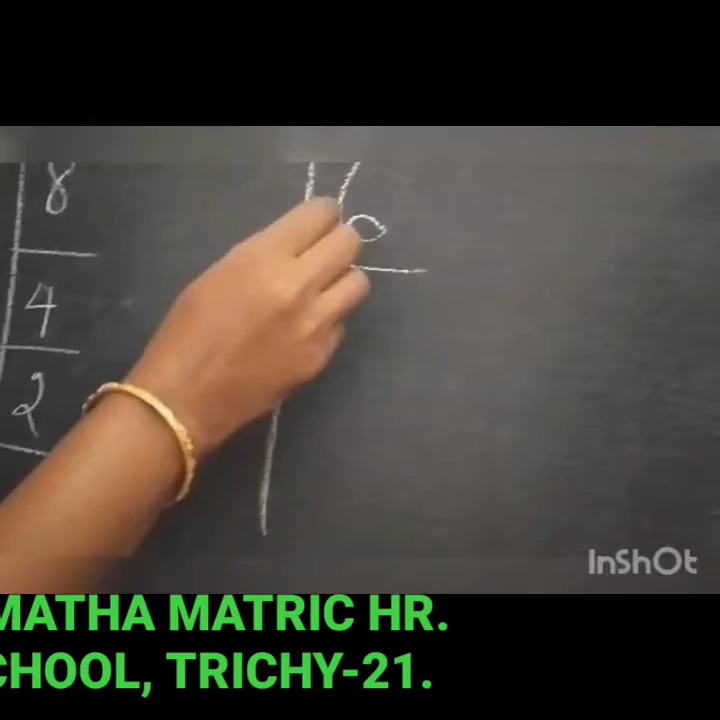 8
4
2
InShOt
MATHA MATRIC HR.
CHOOL, TRICHY-21.